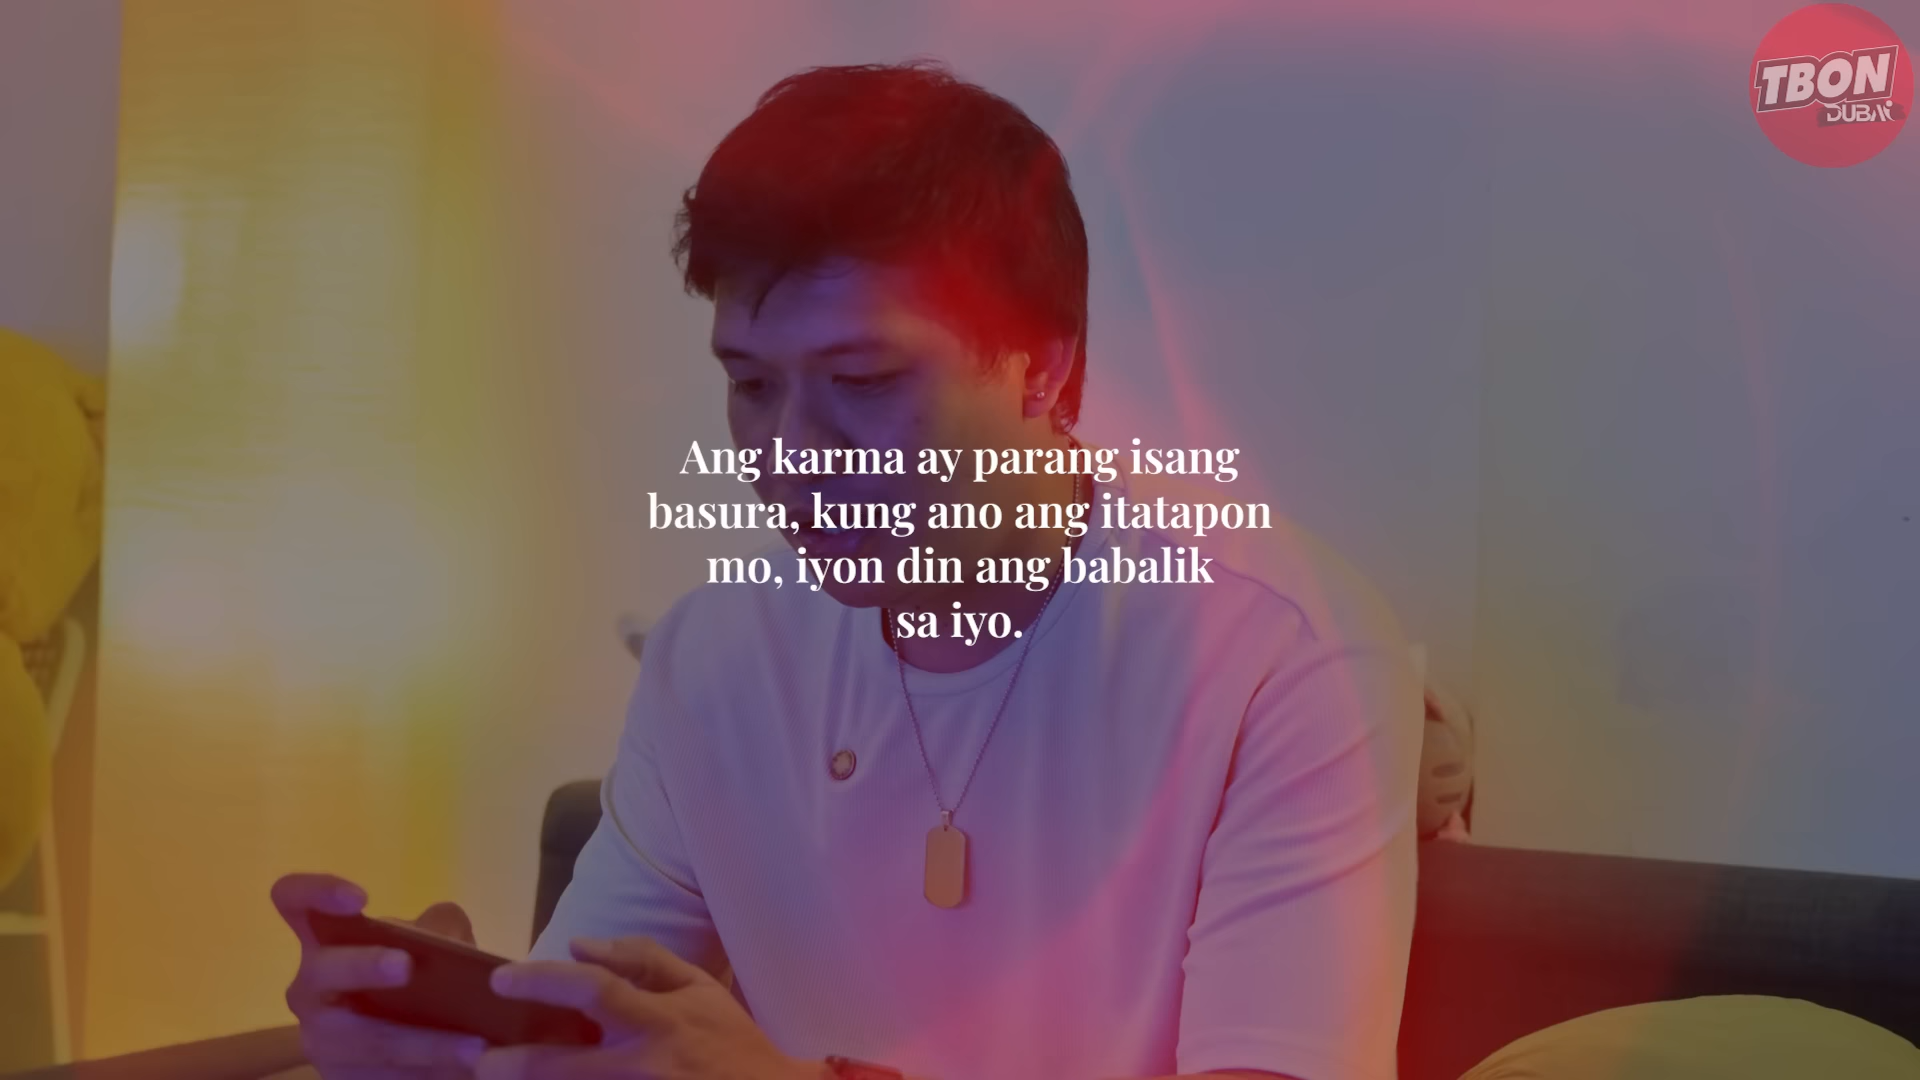 TBON
DUBAI
Ang karma ay parang isang
basura, kung ano ang itatapon
mo, iyon din ang babalik
sa iyo.